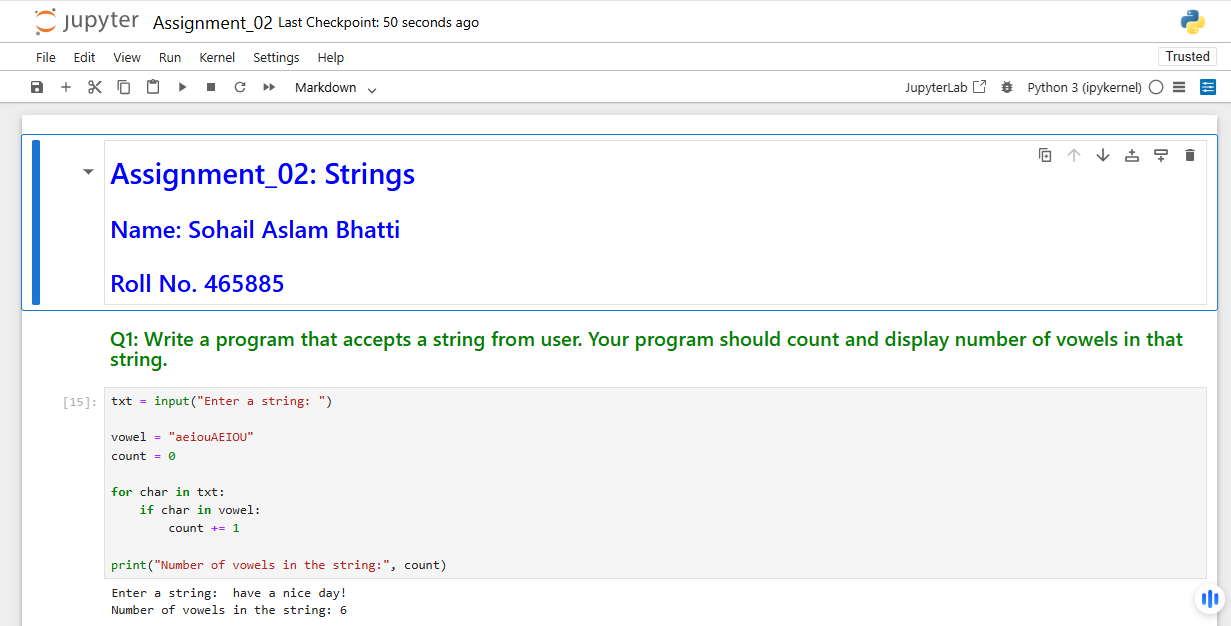 jupyter Assignment_02 Last Checkpoint: 50 seconds ago
File Edit View Run Kernel Settings Help Trusted
Markdown JupyterLab Python 3 (ipykernel)
Assignment_02: Strings
Name: Sohail Aslam Bhatti
Roll No. 465885
Q1: Write a program that accepts a string from user. Your program should count and display number of vowels in that
string.
[15]: txt = input("Enter a string: ")
vowel = "aeiouAEIOU"
count = 0
for char in txt:
    if char in vowel:
        count += 1
print("Number of vowels in the string:", count)
Enter a string:  have a nice day!
Number of vowels in the string: 6